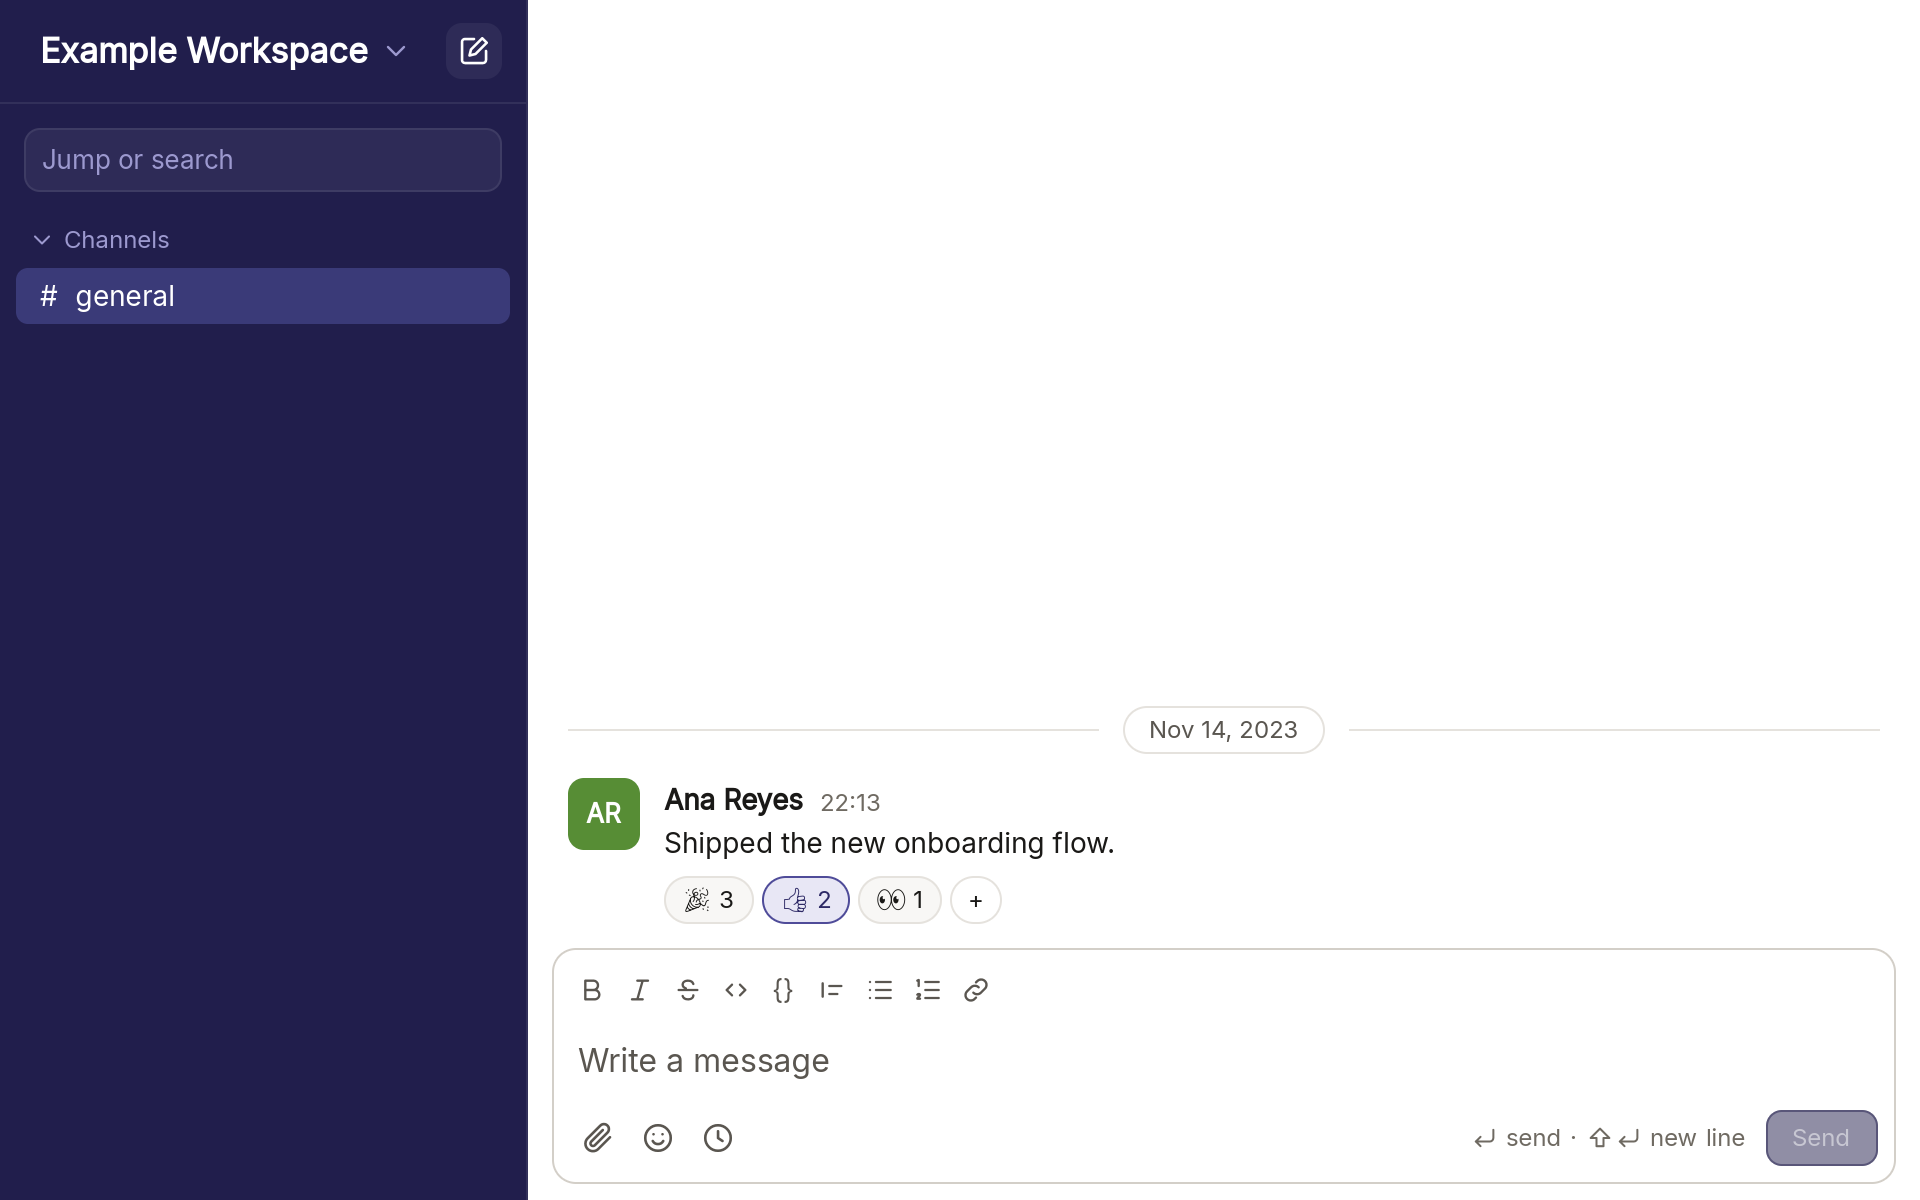 Example Workspace
Jump or search
Channels
# general
Nov 14, 2023
AR
Ana Reyes 22:13
Shipped the new onboarding flow.
🎉 3 👍 2 👀 1 +
Write a message
send · new line
Send